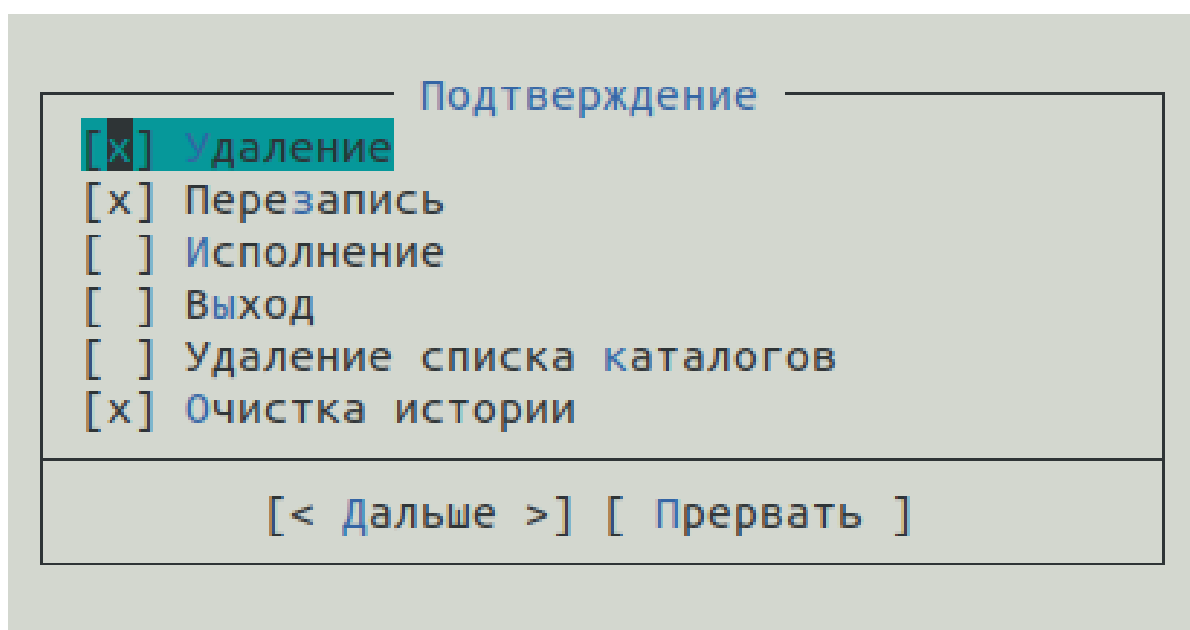 Подтверждение
[x] Удаление
[x] Перезапись
[ ] Исполнение
[ ] Выход
[ ] Удаление списка каталогов
[x] Очистка истории
[< Дальше >] [ Прервать ]